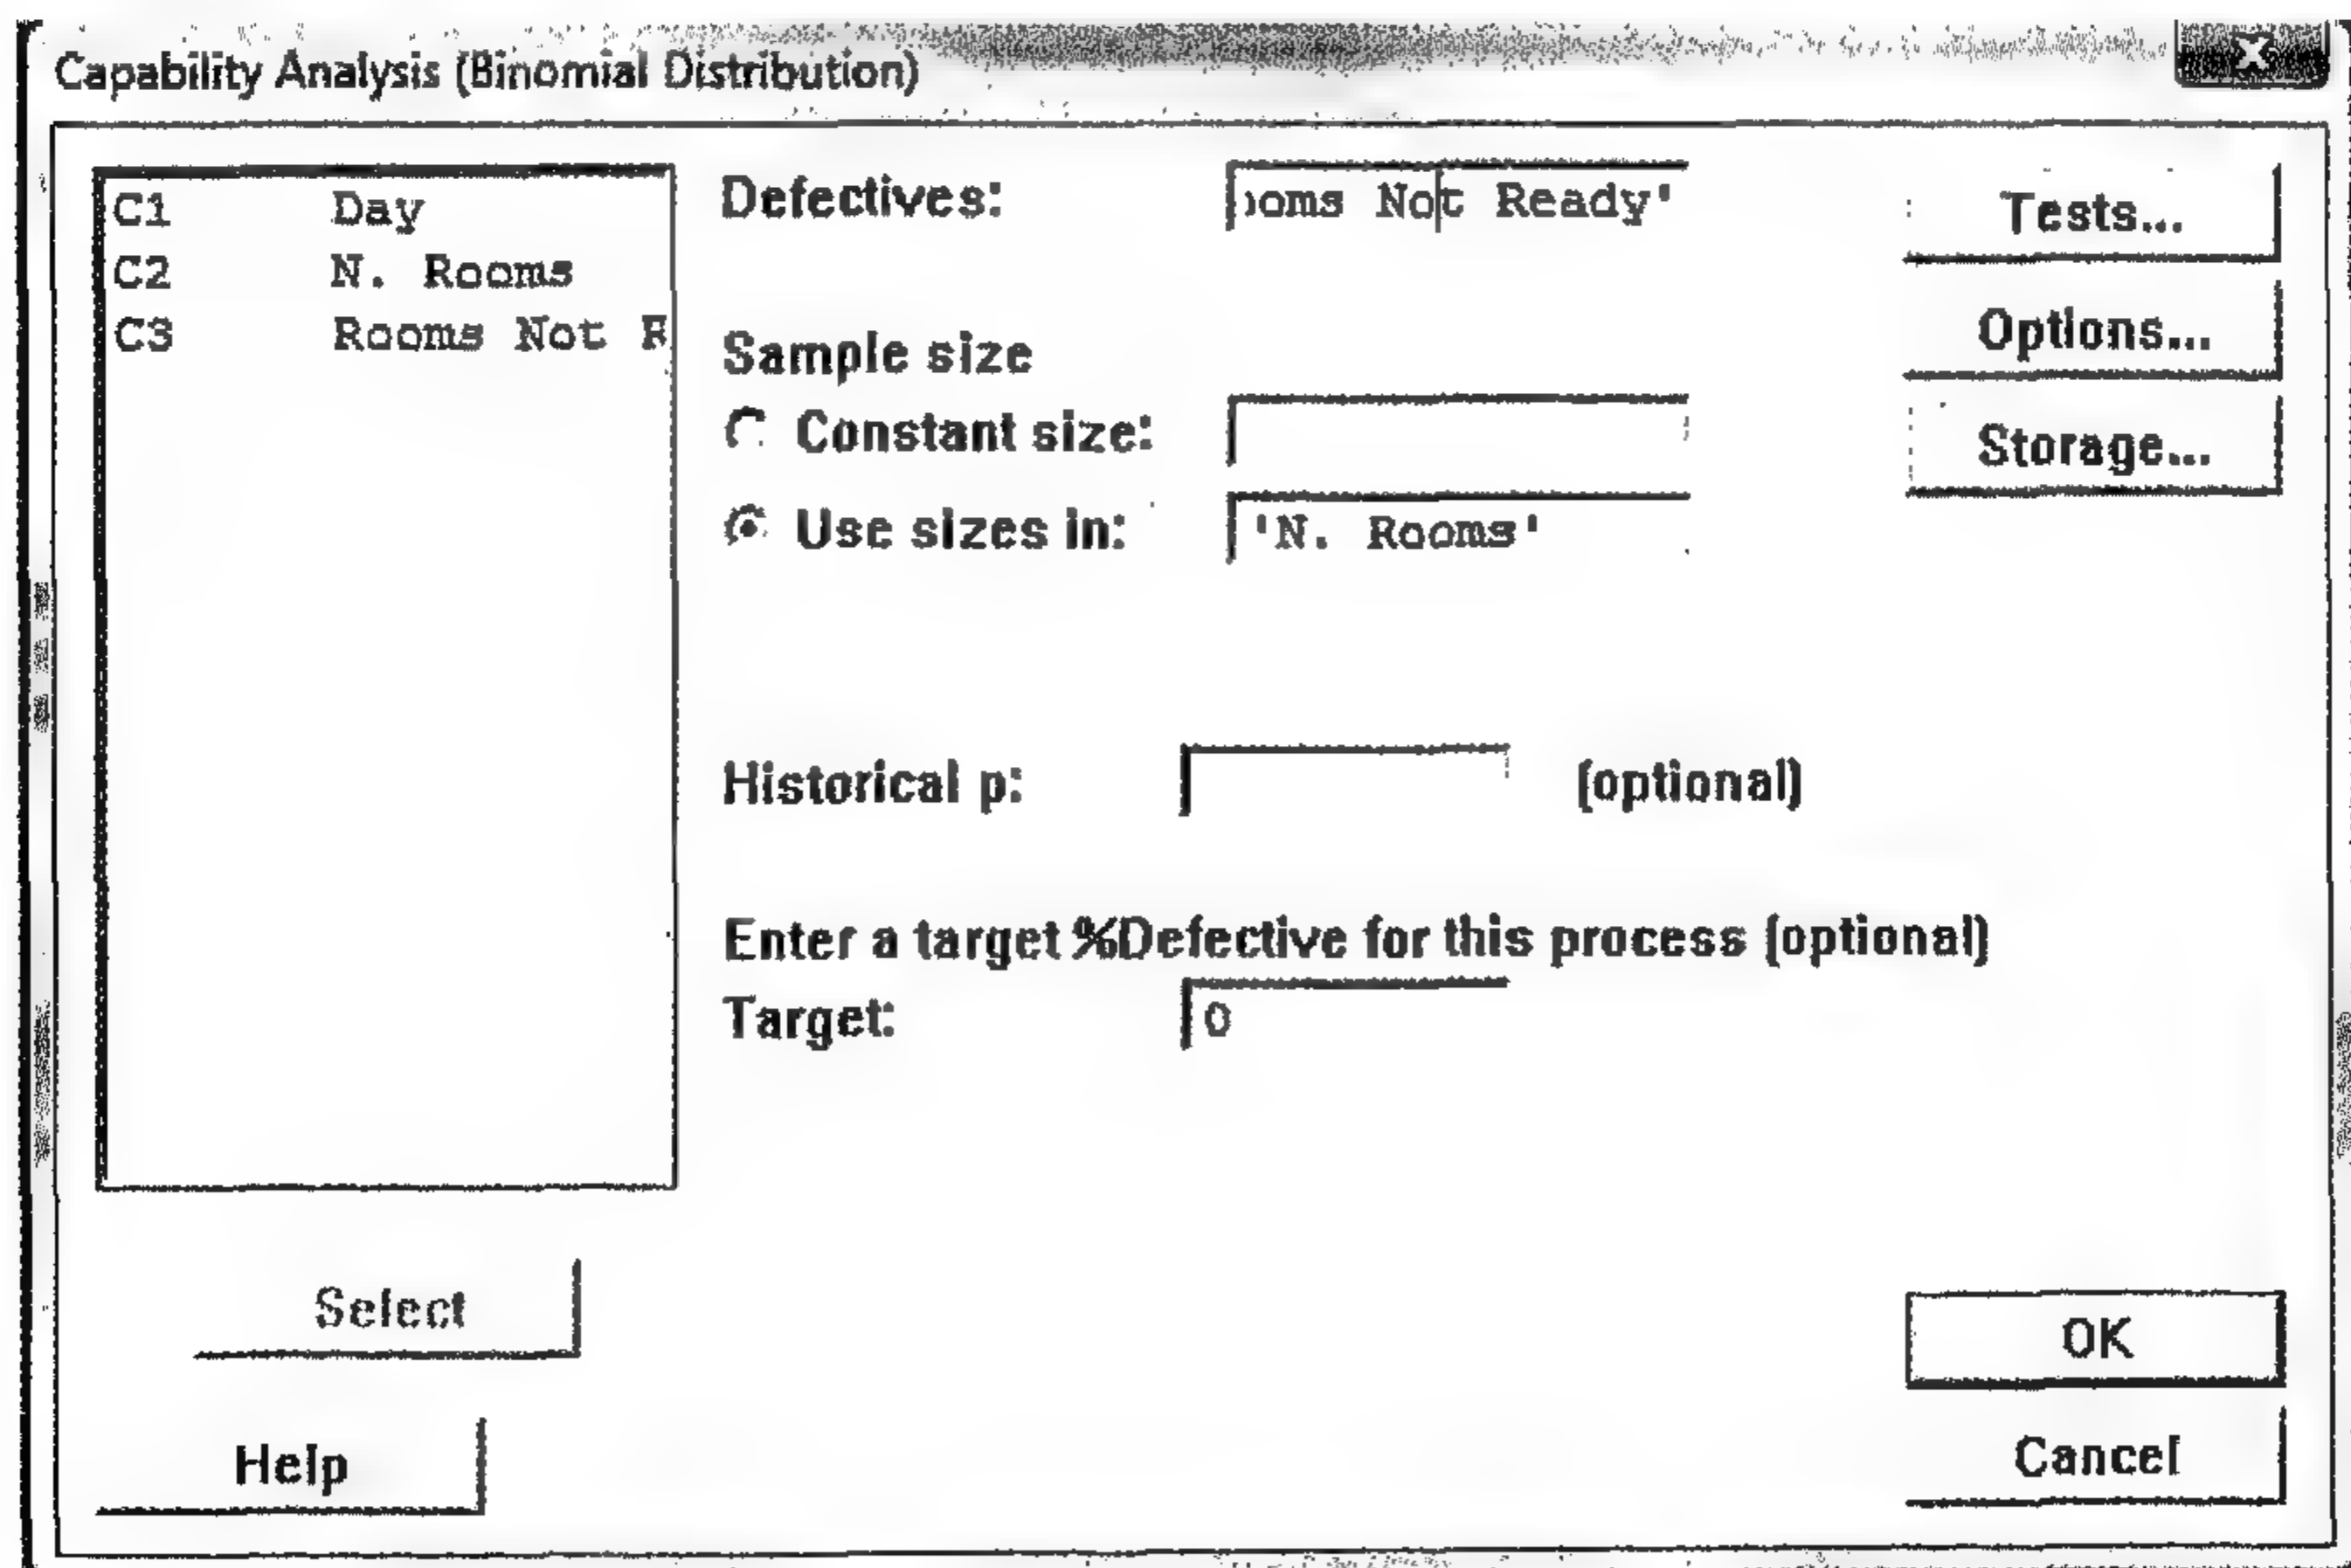 Capability Analysis (Binomial Distribution)
X
C1 Day
C2 N. Rooms
C3 Rooms Not R
Defectives: ooms Not Ready'
Sample size
Constant size:
Use sizes in: 'N. Rooms'
Historical p: (optional)
Enter a target %Defective for this process (optional)
Target: 0
Tests...
Options...
Storage...
Select
Help
OK
Cancel